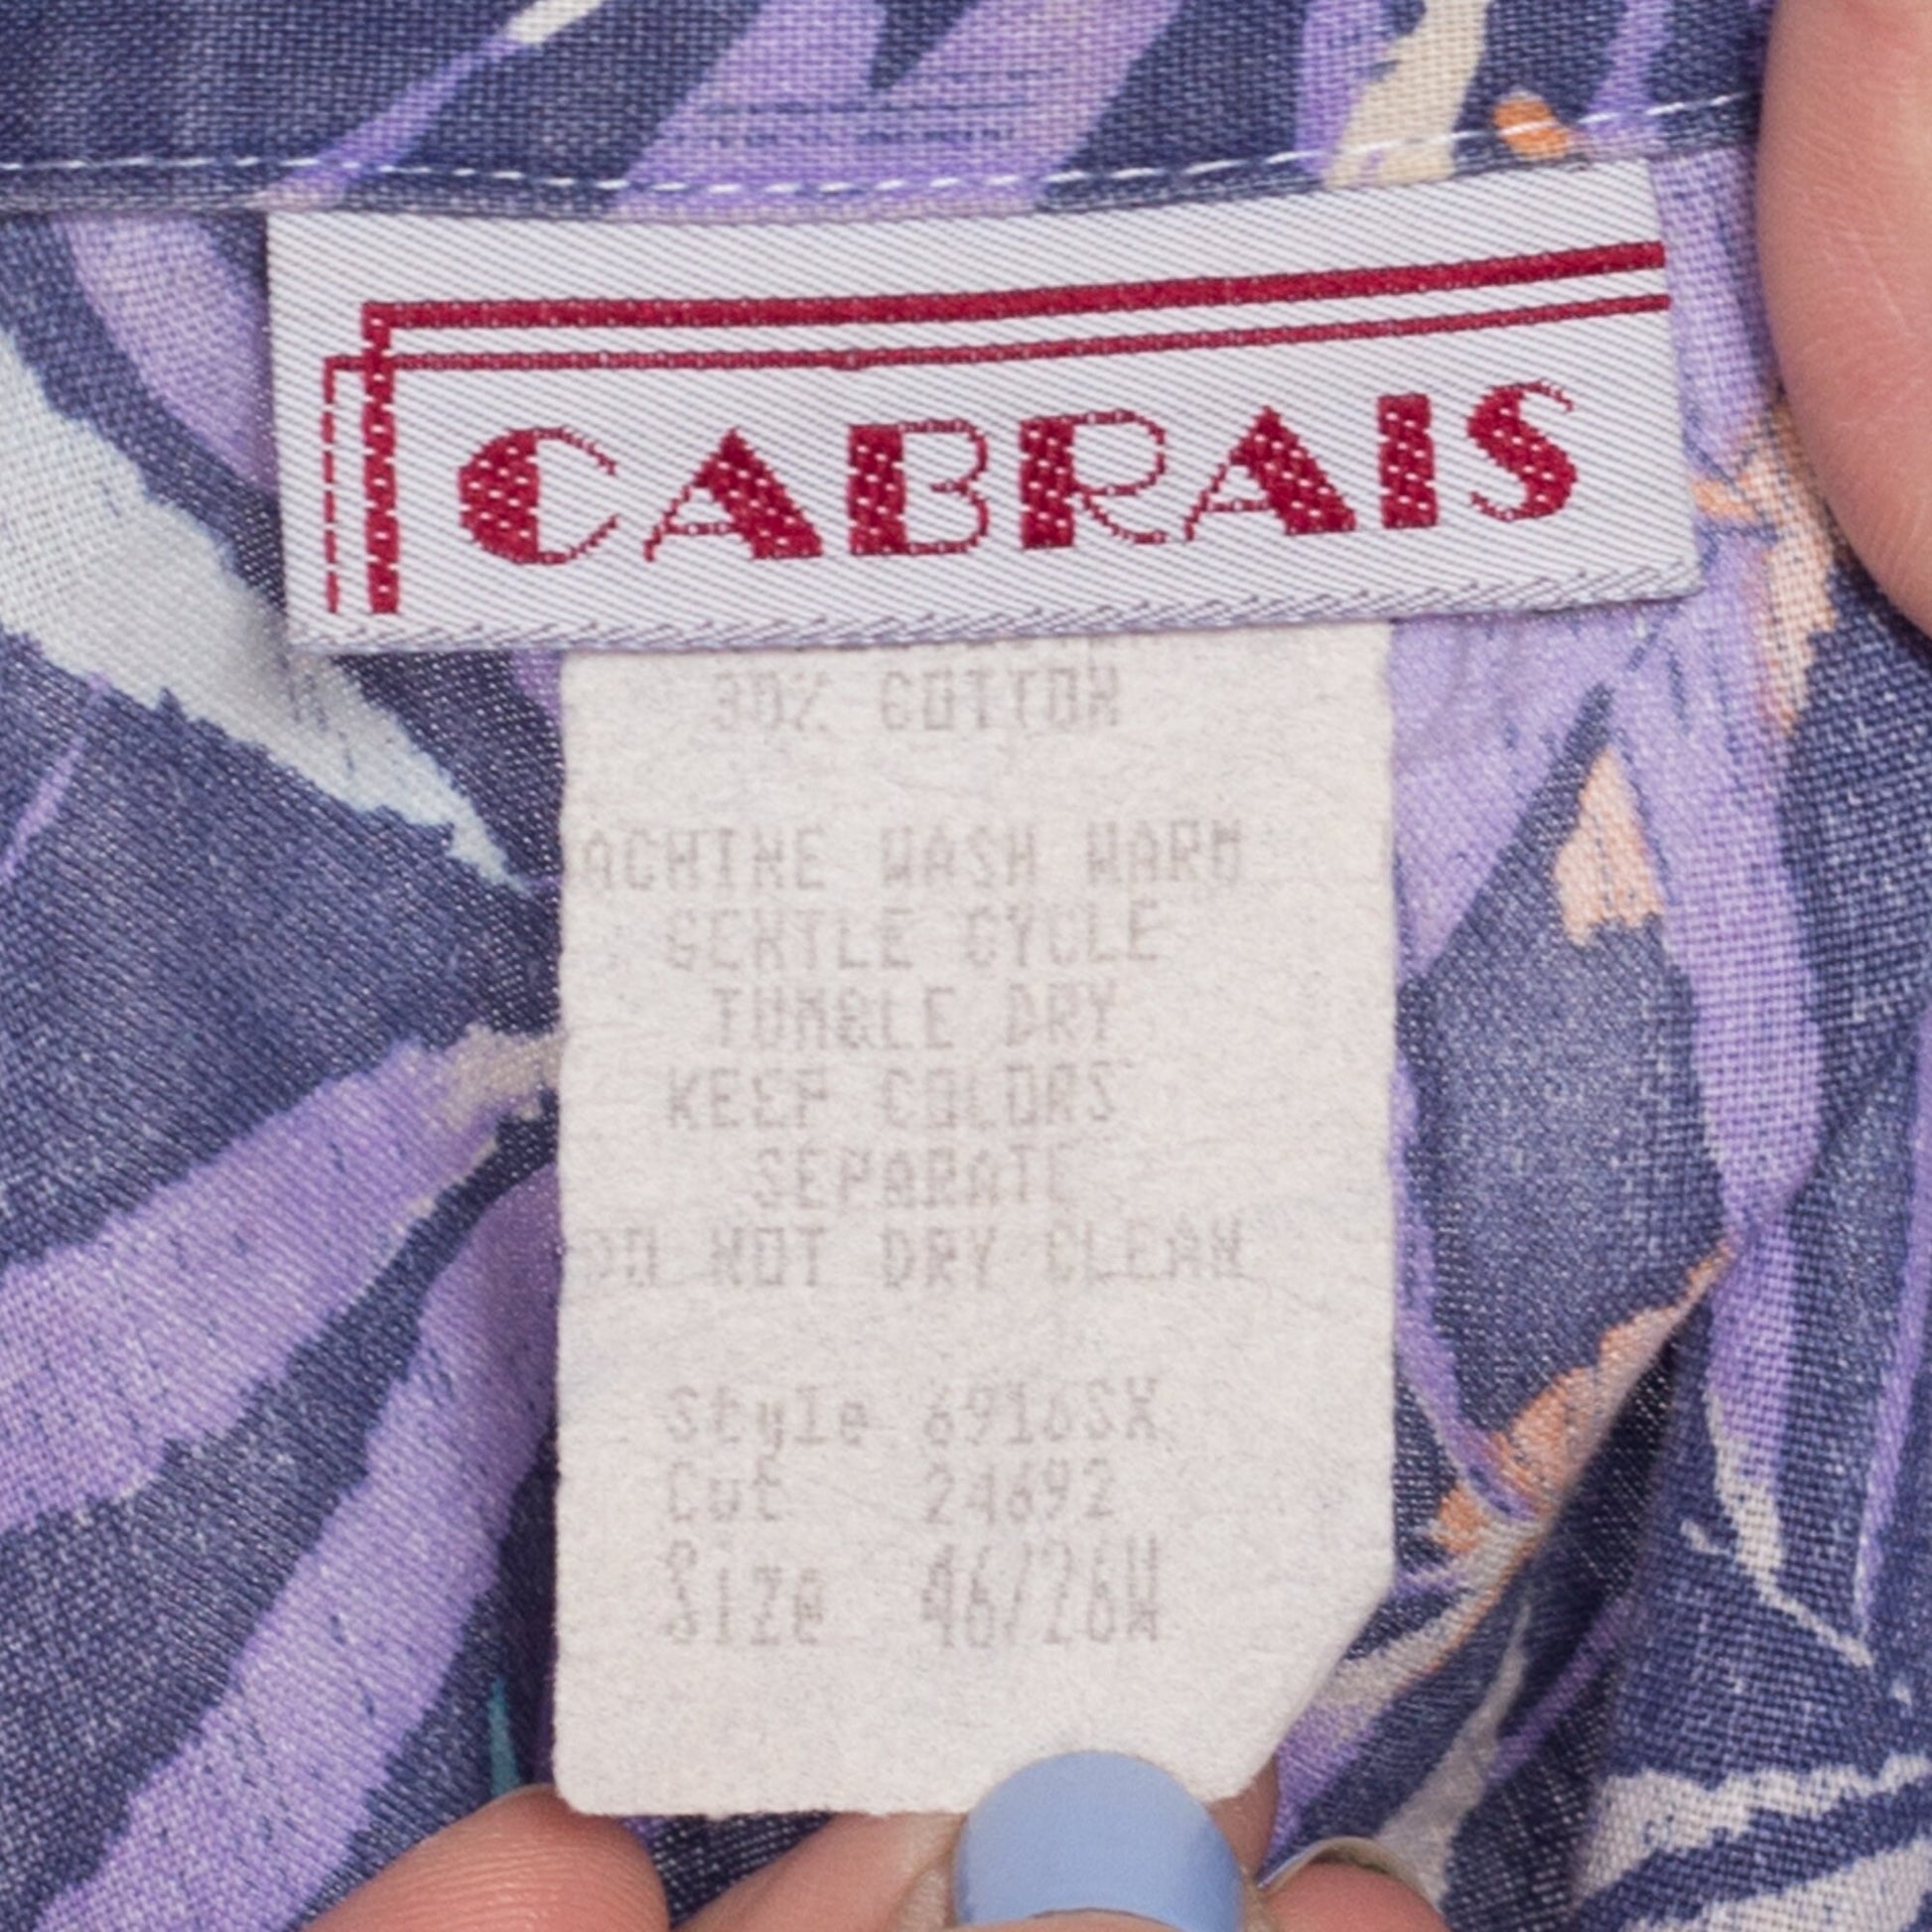 CABRAIS
30% COTTON
ACHINE WASH WARM
GENTLE CYCLE
TUMBLE DRY
KEEP COLORS
SEPARATE
DO NOT DRY CLEAN
Style 6916SX
Cut 24692
Size 46/26W